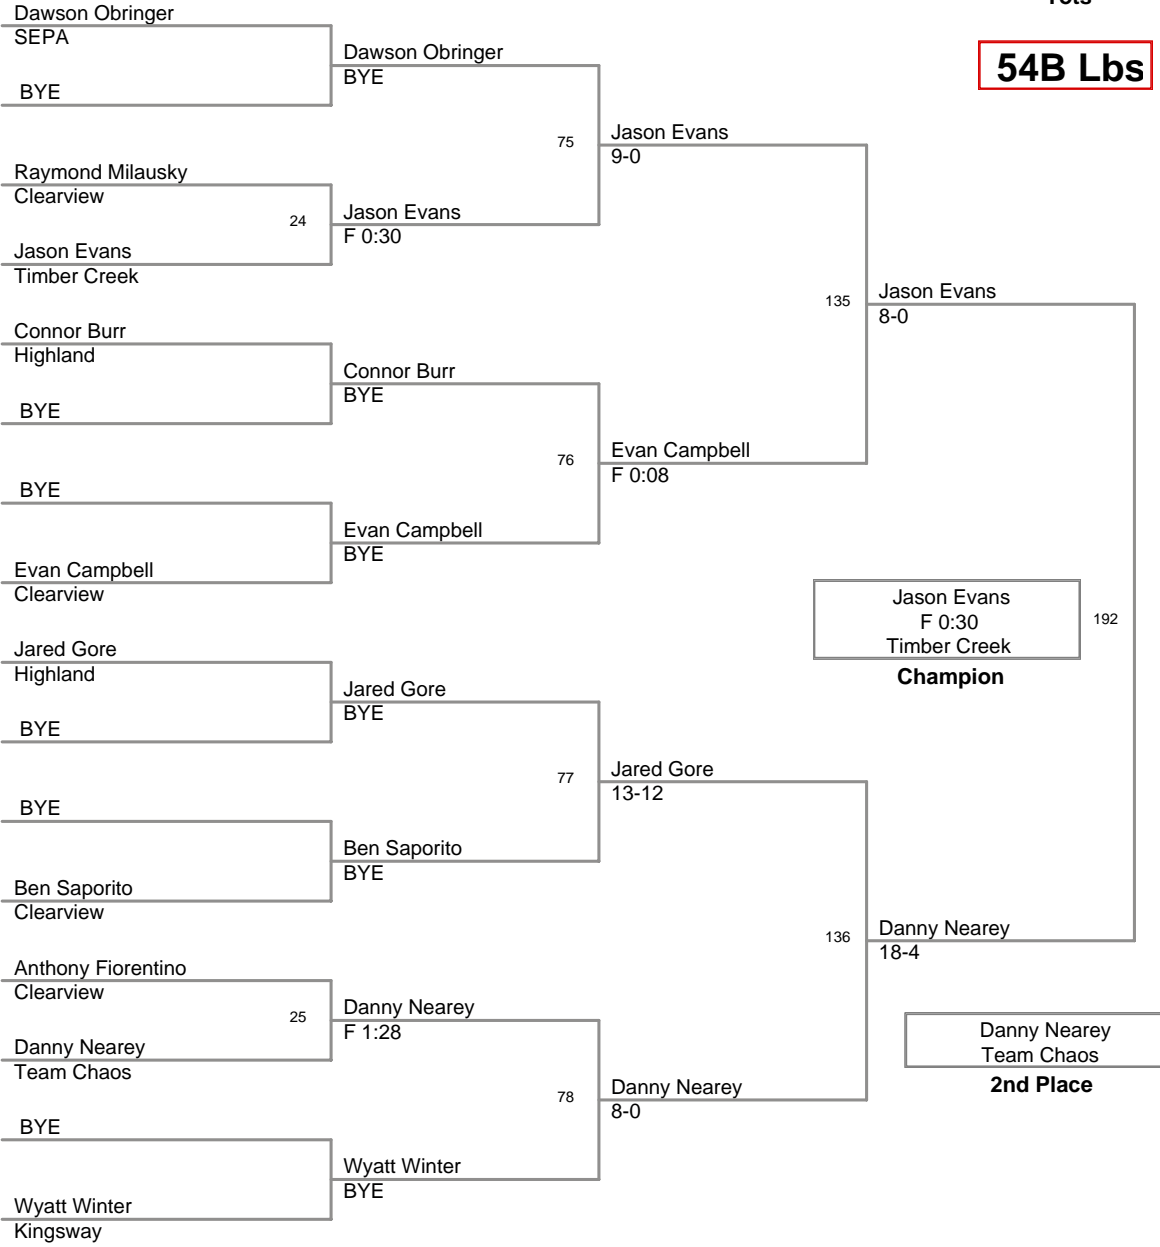 Tots
54B Lbs
Dawson Obringer
SEPA
BYE
Raymond Milausky
Clearview
24
Jason Evans
Timber Creek
Connor Burr
Highland
BYE
BYE
Evan Campbell
Clearview
Jared Gore
Highland
BYE
BYE
Ben Saporito
Clearview
Anthony Fiorentino
Clearview
25
Danny Nearey
Team Chaos
BYE
Wyatt Winter
Kingsway
Dawson Obringer
BYE
75
Jason Evans
F 0:30
Connor Burr
BYE
76
Evan Campbell
BYE
Jared Gore
BYE
77
Ben Saporito
BYE
Danny Nearey
F 1:28
78
Wyatt Winter
BYE
Jason Evans
9-0
135
Evan Campbell
F 0:08
Jared Gore
13-12
136
Danny Nearey
8-0
Jason Evans
8-0
192
Danny Nearey
18-4
Jason Evans
F 0:30
Timber Creek
Champion
Danny Nearey
Team Chaos
2nd Place